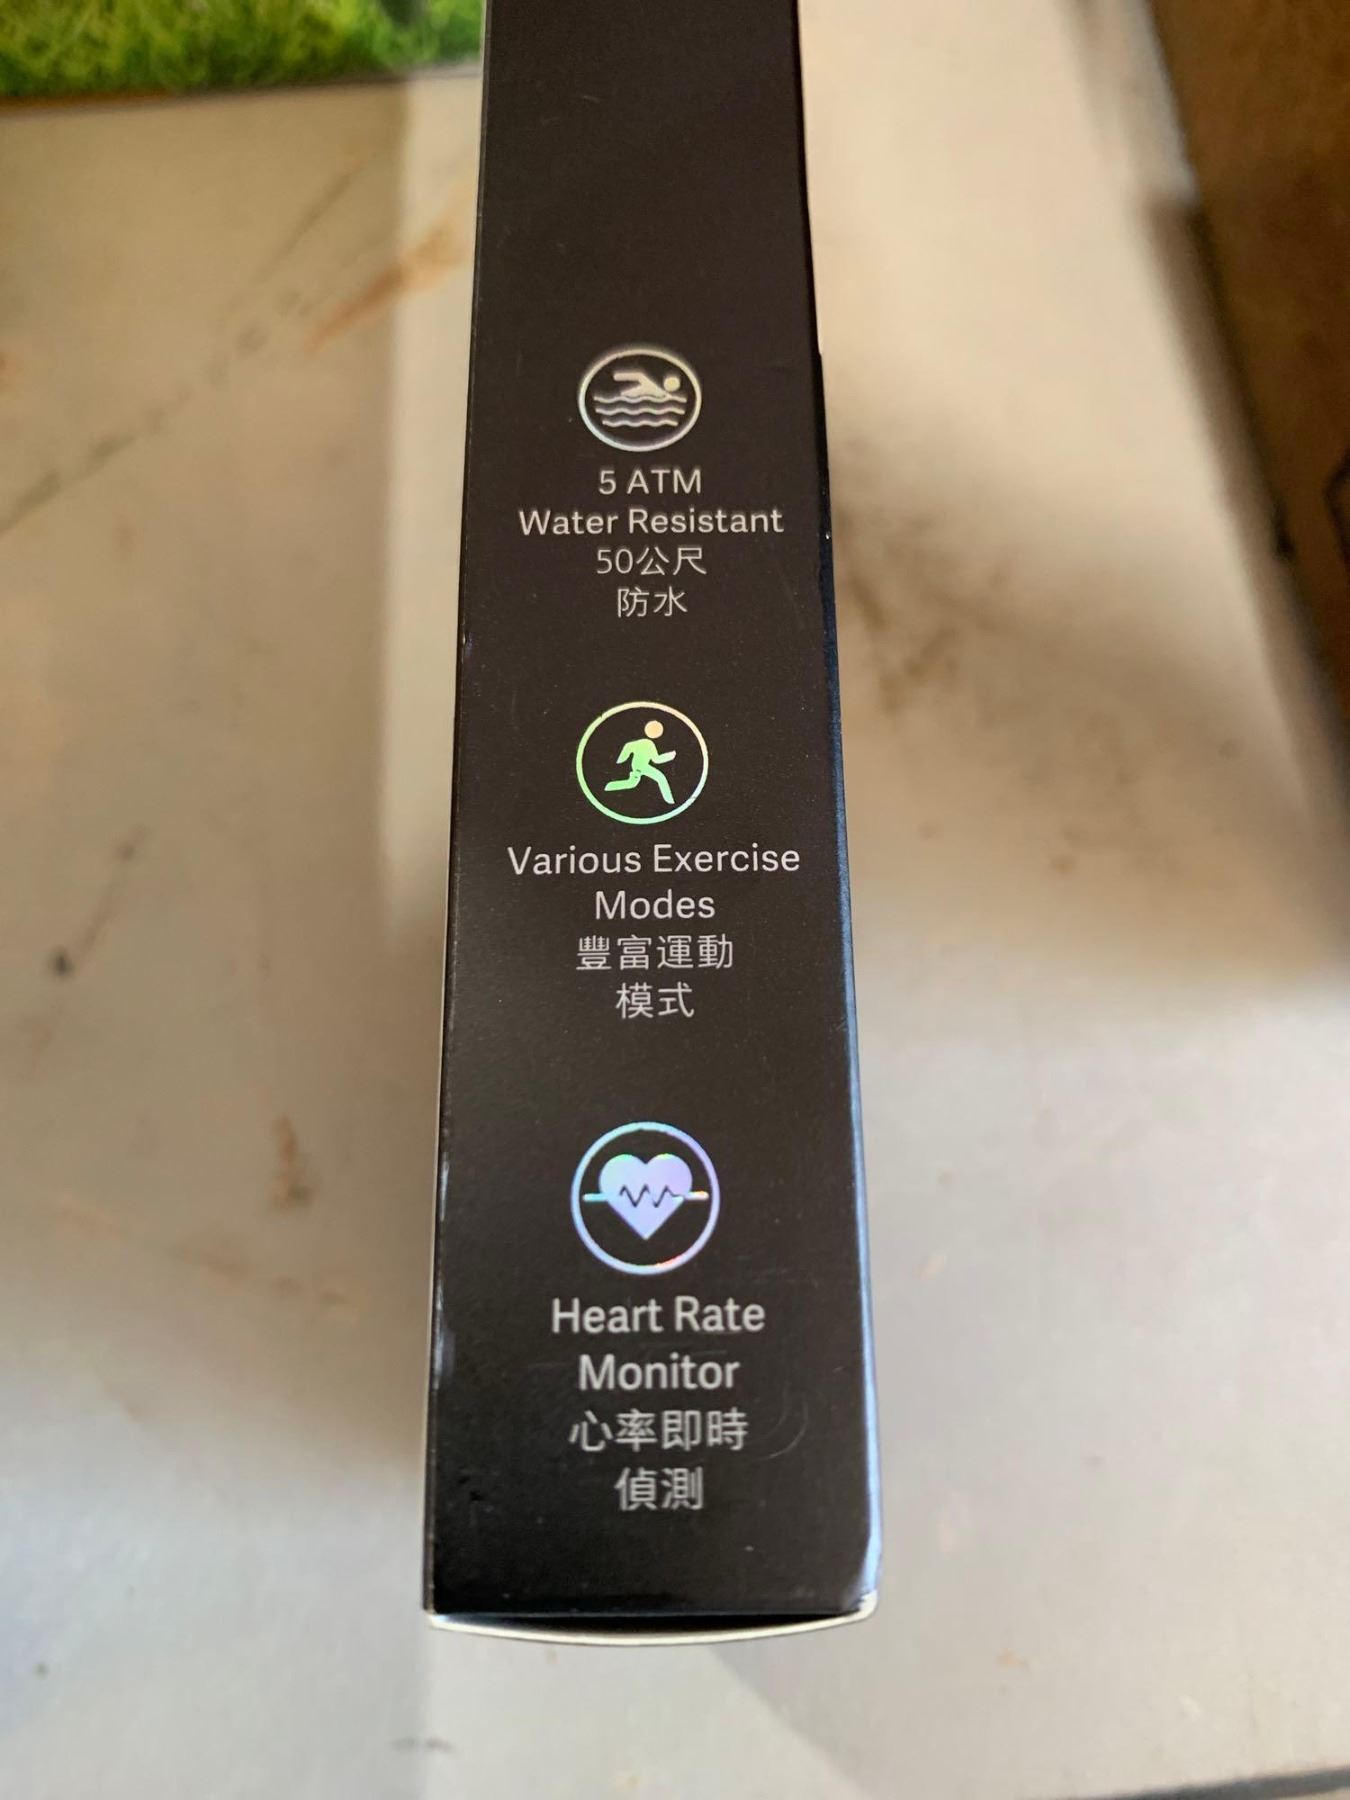 5 ATM
Water Resistant
50公尺
防水
Various Exercise
Modes
豐富運動
模式
Heart Rate
Monitor
心率即時
偵測